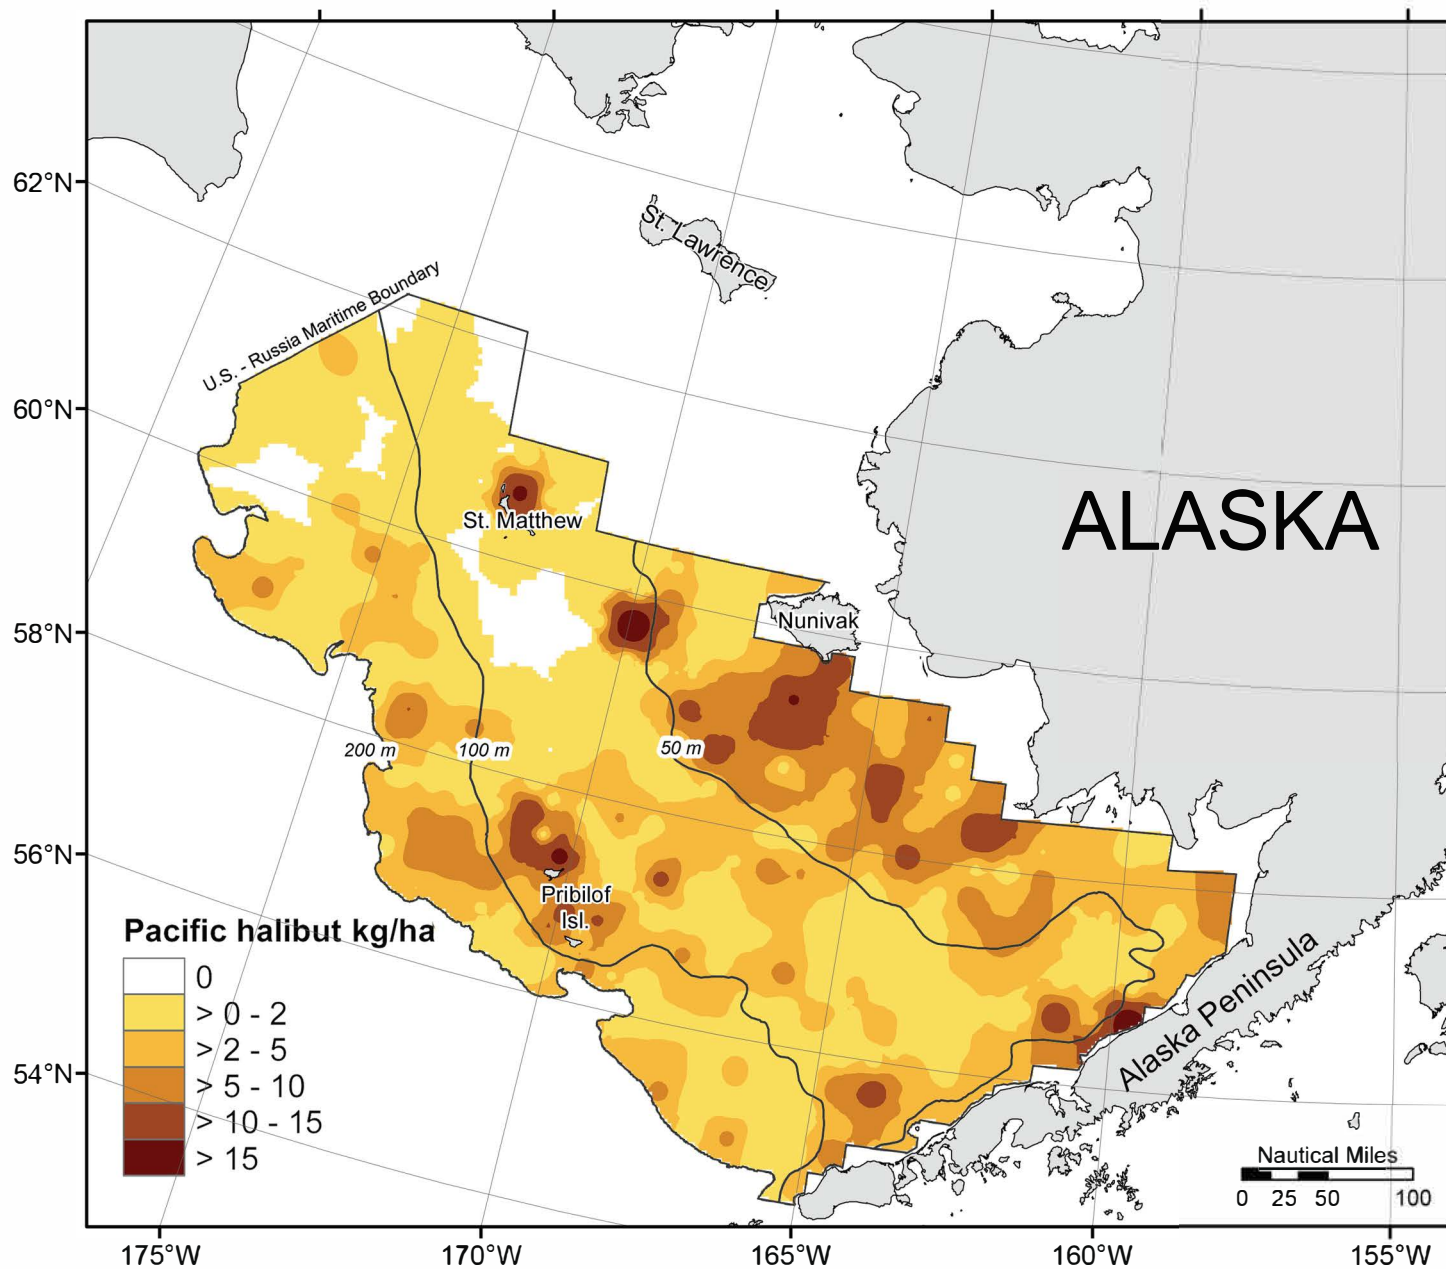 62°N
60°N
58°N
56°N
54°N
St. Lawrence
U.S. - Russia Maritime Boundary
ALASKA
St. Matthew
Nunivak
200 m
100 m
50 m
Pribilof
Isl.
Alaska Peninsula
Pacific halibut kg/ha
0
> 0 - 2
> 2 - 5
> 5 - 10
> 10 - 15
> 15
Nautical Miles
0 25 50 100
175°W
170°W
165°W
160°W
155°W